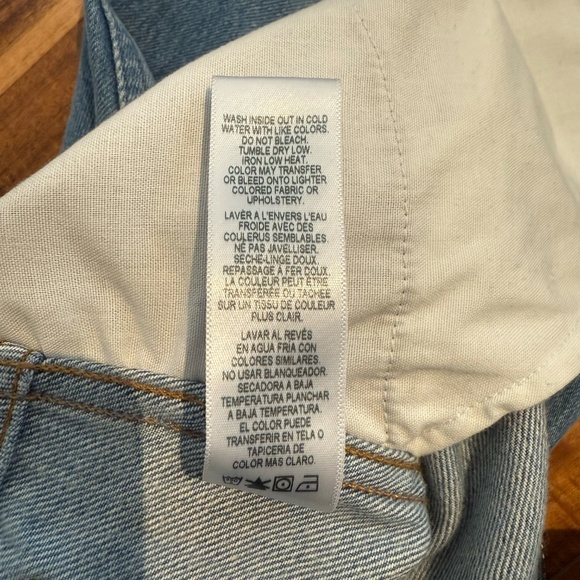 WASH INSIDE OUT IN COLD
WATER WITH LIKE COLORS.
DO NOT BLEACH.
TUMBLE DRY LOW.
IRON LOW HEAT.
COLOR MAY TRANSFER
OR BLEED ONTO LIGHTER
COLORED FABRIC OR
UPHOLSTERY.
LAVÉR A L'ENVERS L'EAU
FROIDE AVEC DES
COULERUS SEMBLABLES.
NE PAS JAVELLISER.
SECHE-LINGE DOUX.
REPASSAGE A FER DOUX.
LA COULEUR PEUT ÊTRE
TRANSFÉRÉE OU TACHEE
SUR UN TISSU DE COULEUR
PLUS CLAIR.
LAVAR AL REVÉS
EN AGUA FRIA CON
COLORES SIMILARES.
NO USAR BLANQUEADOR.
SECADORA A BAJA
TEMPERATURA PLANCHAR
A BAJA TEMPERATURA.
EL COLOR PUEDE
TRANSFERIR EN TELA O
TAPICERIA DE
COLOR MAS CLARO.